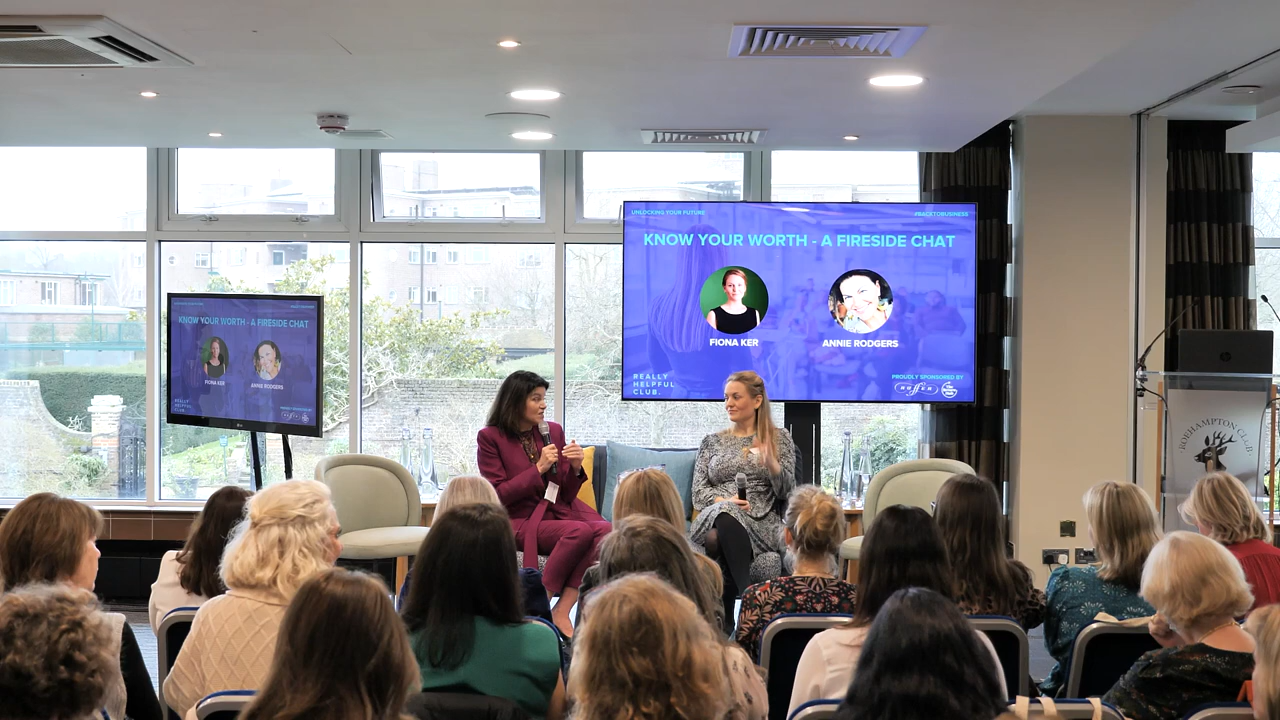 UNLOCKING YOUR FUTURE
#BACKTOBUSINESS
KNOW YOUR WORTH - A FIRESIDE CHAT
FIONA KER
ANNIE RODGERS
REALLY
HELPFUL
CLUB.
PROUDLY SPONSORED BY
KNOW YOUR WORTH - A FIRESIDE CHAT
FIONA KER
ANNIE RODGERS
REALLY
HELPFUL
CLUB
ROEHAMPTON CLUB